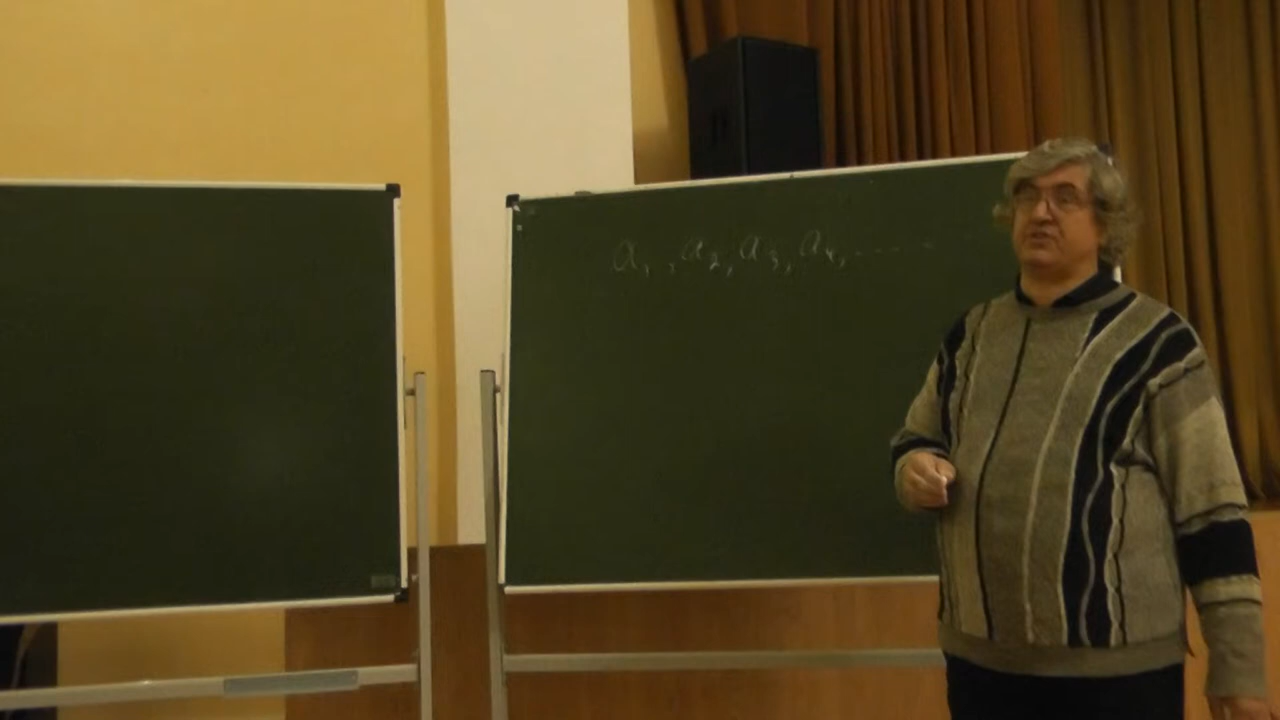 a₁, a₂, a₃, a₄, ......